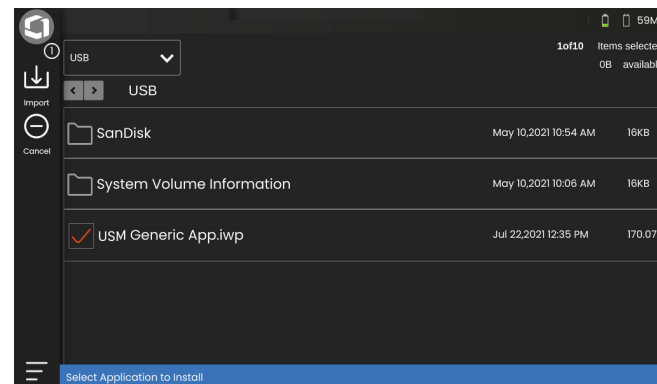 59M
1
USB
1of10 Items selecte
0B availabl
Import
USB
Cancel
SanDisk May 10,2021 10:54 AM 16KB
System Volume Information May 10,2021 10:06 AM 16KB
USM Generic App.iwp Jul 22,2021 12:35 PM 170.07
Select Application to Install